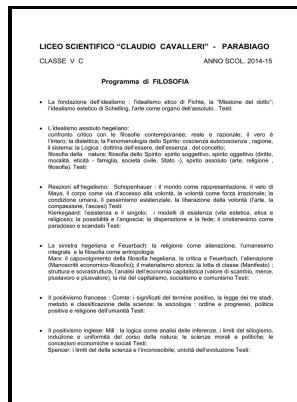 LICEO SCIENTIFICO “CLAUDIO CAVALLERI” - PARABIAGO
CLASSE V C ANNO SCOL. 2014-15
Programma di FILOSOFIA
• La fondazione dell'idealismo : l'idealismo etico di Fichte, la “Missione del dotto”;
l'idealismo estetico di Schelling, l'arte come organo dell'assoluto . Testi:
• L'idealismo assoluto hegeliano:
confronto critico con le filosofie contemporanee; reale e razionale; il vero è
l'intero; la dialettica; la Fenomenologia dello Spirito: coscienza autocoscienza , ragione,
il sistema: la Logica : dottrina dell'essere, dell'essenza , del concetto;
filosofia della natura; filosofia dello Spirito: spirito soggettivo, spirito oggettivo (diritto,
moralità, eticità - famiglia, società civile, Stato -), spirito assoluto (arte, religione ,
filosofia). Testi:
• Reazioni all'hegelismo: Schopenhauer : il mondo come rappresentazione, il velo di
Maya, il corpo come via d'accesso alla volontà, la volontà come forza irrazionale; la
condizione umana, il pessimismo esistenziale, la liberazione dalla volontà (l'arte, la
compassione, l'ascesi) Testi:
Kierkegaard: l'esistenza e il singolo; i modelli di esistenza (vita estetica, etica e
religiosa); la possibilità e l'angoscia; la disperazione e la fede; il cristianesimo come
paradosso e scandalo Testi:
• La sinistra hegeliana e Feuerbach; la religione come alienazione, l'umanesimo
integrale e la filosofia come antropologia
Marx: il capovolgimento della filosofia hegeliana, la critica a Feuerbach, l'alienazione
(Manoscritti economico-filosofici); il materialismo storico; la lotta di classe (Manifesto) ;
struttura e sovrastruttura, l'analisi dell'economia capitalistica (valore di scambio, merce,
pluslavoro e plusvalore), la crisi del capitalismo, socialismo e comunismo Testi:
• Il positivismo francese : Comte: i significati del termine positivo, la legge dei tre stadi,
metodo e classificazione delle scienze; la sociologia : ordine e progresso, politica
positiva e religione dell'umanità Testi:
• Il positivismo inglese: Mill : la logica come analisi delle inferenze, i limiti del sillogismo,
induzione e uniformità del corso della natura; le scienze morali e politiche; le
concezioni economiche e sociali Testi:
Spencer: i limiti della scienza e l'inconoscibile; unicità dell'evoluzione Testi: